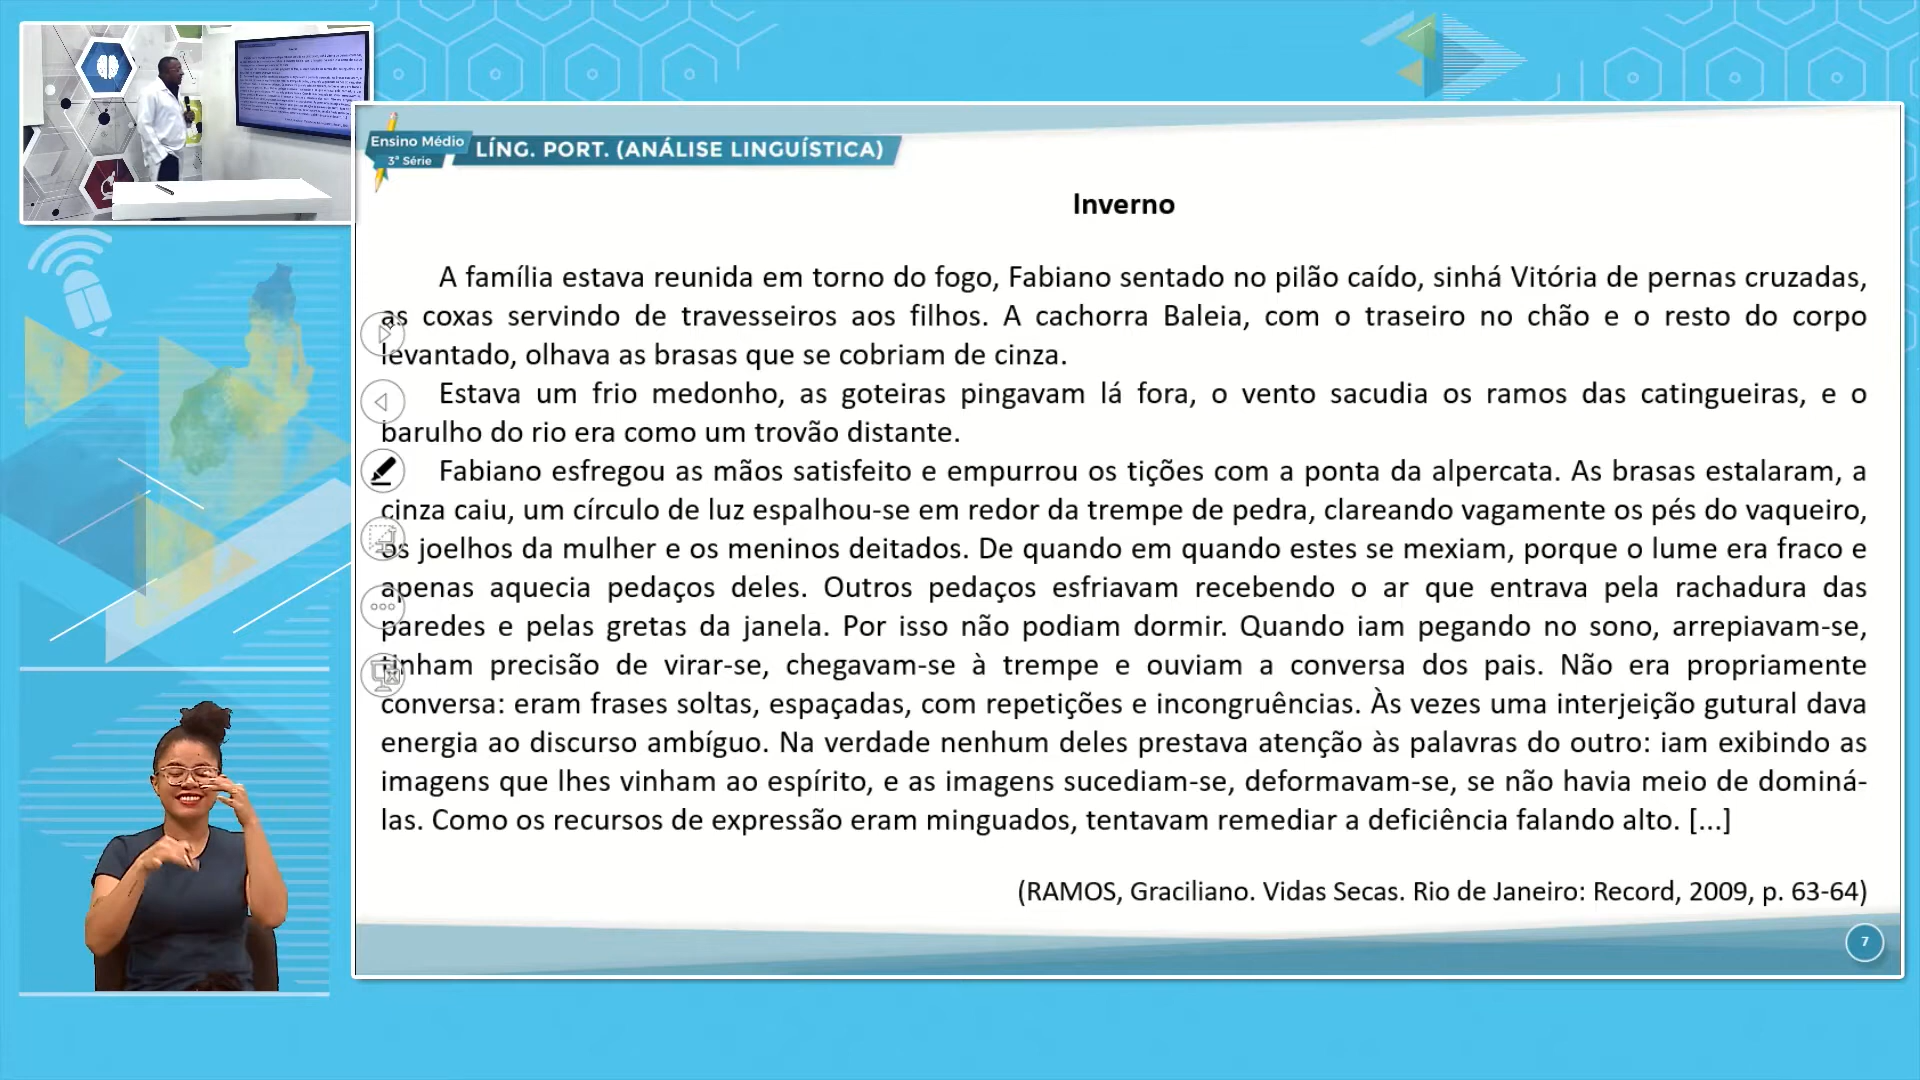 Ensino Médio
3ª Série
LÍNG. PORT. (ANÁLISE LINGUÍSTICA)
Inverno
A família estava reunida em torno do fogo, Fabiano sentado no pilão caído, sinhá Vitória de pernas cruzadas,
as coxas servindo de travesseiros aos filhos. A cachorra Baleia, com o traseiro no chão e o resto do corpo
levantado, olhava as brasas que se cobriam de cinza.
Estava um frio medonho, as goteiras pingavam lá fora, o vento sacudia os ramos das catingueiras, e o
barulho do rio era como um trovão distante.
Fabiano esfregou as mãos satisfeito e empurrou os tições com a ponta da alpercata. As brasas estalaram, a
cinza caiu, um círculo de luz espalhou-se em redor da trempe de pedra, clareando vagamente os pés do vaqueiro,
os joelhos da mulher e os meninos deitados. De quando em quando estes se mexiam, porque o lume era fraco e
apenas aquecia pedaços deles. Outros pedaços esfriavam recebendo o ar que entrava pela rachadura das
paredes e pelas gretas da janela. Por isso não podiam dormir. Quando iam pegando no sono, arrepiavam-se,
tinham precisão de virar-se, chegavam-se à trempe e ouviam a conversa dos pais. Não era propriamente
conversa: eram frases soltas, espaçadas, com repetições e incongruências. Às vezes uma interjeição gutural dava
energia ao discurso ambíguo. Na verdade nenhum deles prestava atenção às palavras do outro: iam exibindo as
imagens que lhes vinham ao espírito, e as imagens sucediam-se, deformavam-se, se não havia meio de dominá-
las. Como os recursos de expressão eram minguados, tentavam remediar a deficiência falando alto. [...]
(RAMOS, Graciliano. Vidas Secas. Rio de Janeiro: Record, 2009, p. 63-64)
7